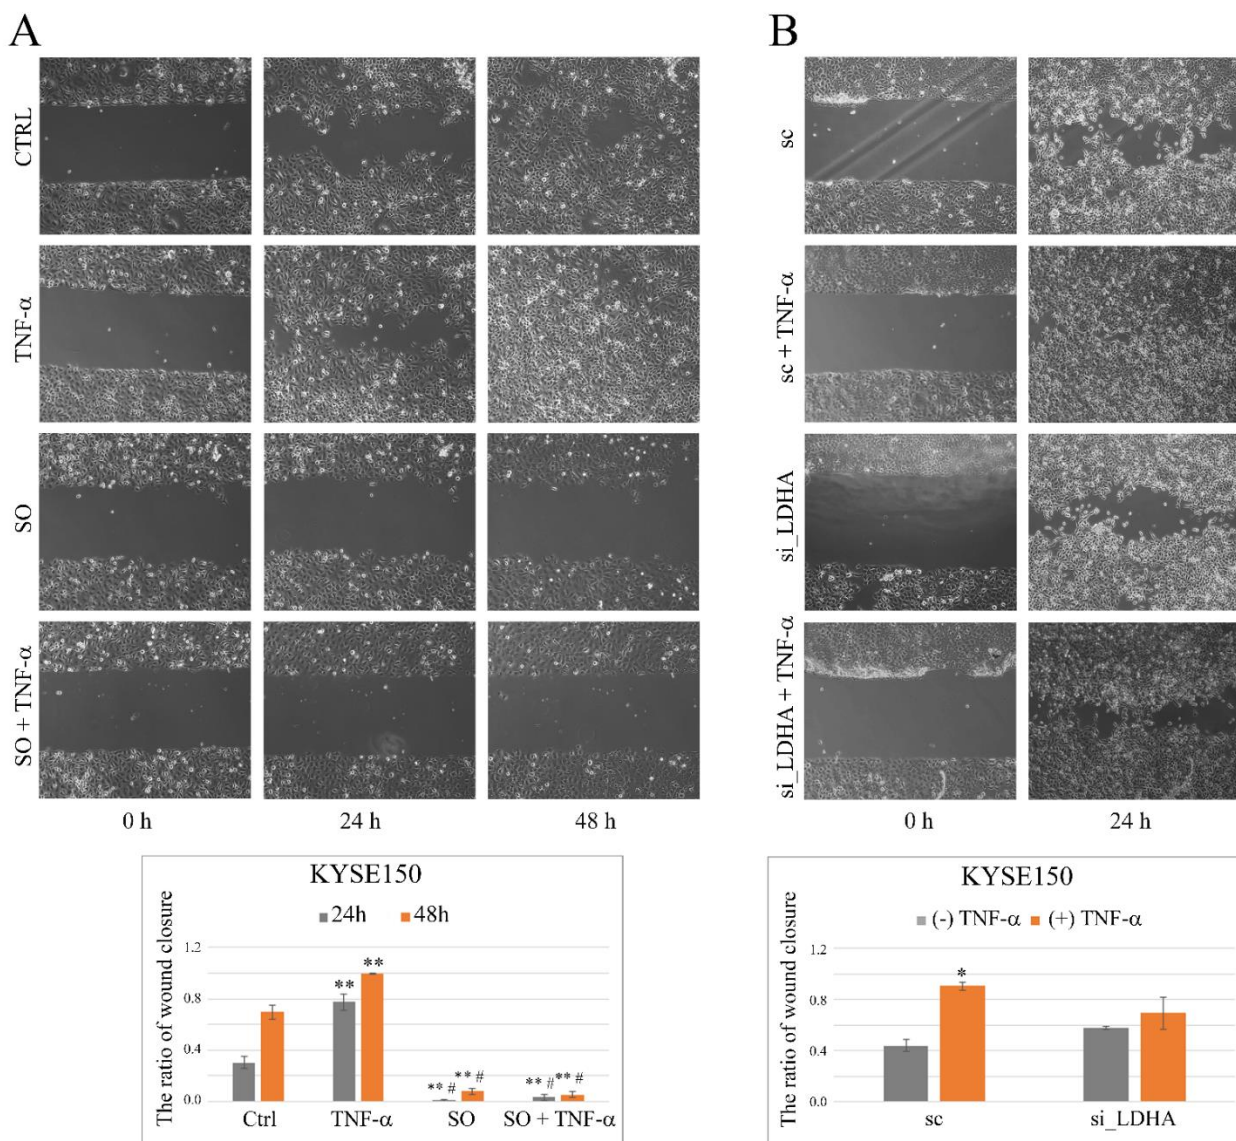 A
B
CTRL
TNF-α
SO
SO + TNF-α
0 h
24 h
48 h
sc
sc + TNF-α
si_LDHA
si_LDHA + TNF-α
0 h
24 h
KYSE150
24h
48h
The ratio of wound closure
1.2
0.8
0.4
0.0
**
**
** #
** #
** #
** #
Ctrl
TNF-α
SO
SO + TNF-α
KYSE150
(-) TNF-α
(+) TNF-α
The ratio of wound closure
1.2
0.8
0.4
0.0
*
sc
si_LDHA